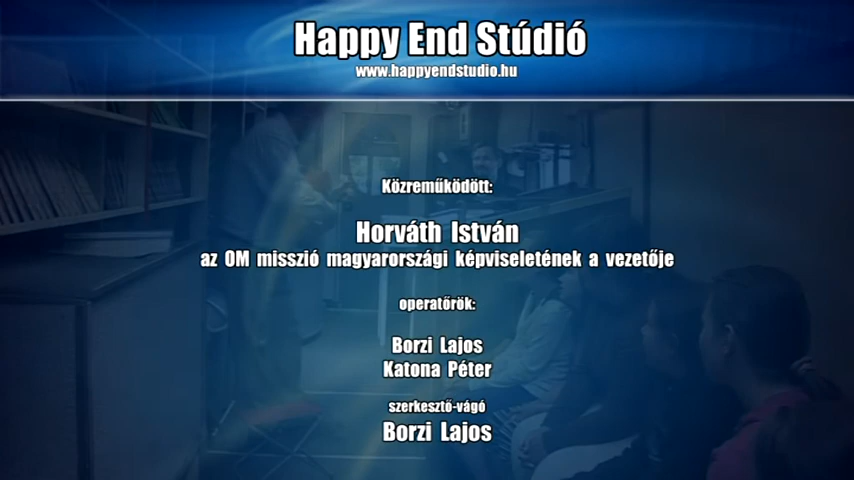 Happy End Stúdió
www.happyendstudio.hu
Közreműködött:
Horváth István
az OM misszió magyarországi képviseletének a vezetője
operatőrök:
Borzi Lajos
Katona Péter
szerkesztő-vágó
Borzi Lajos